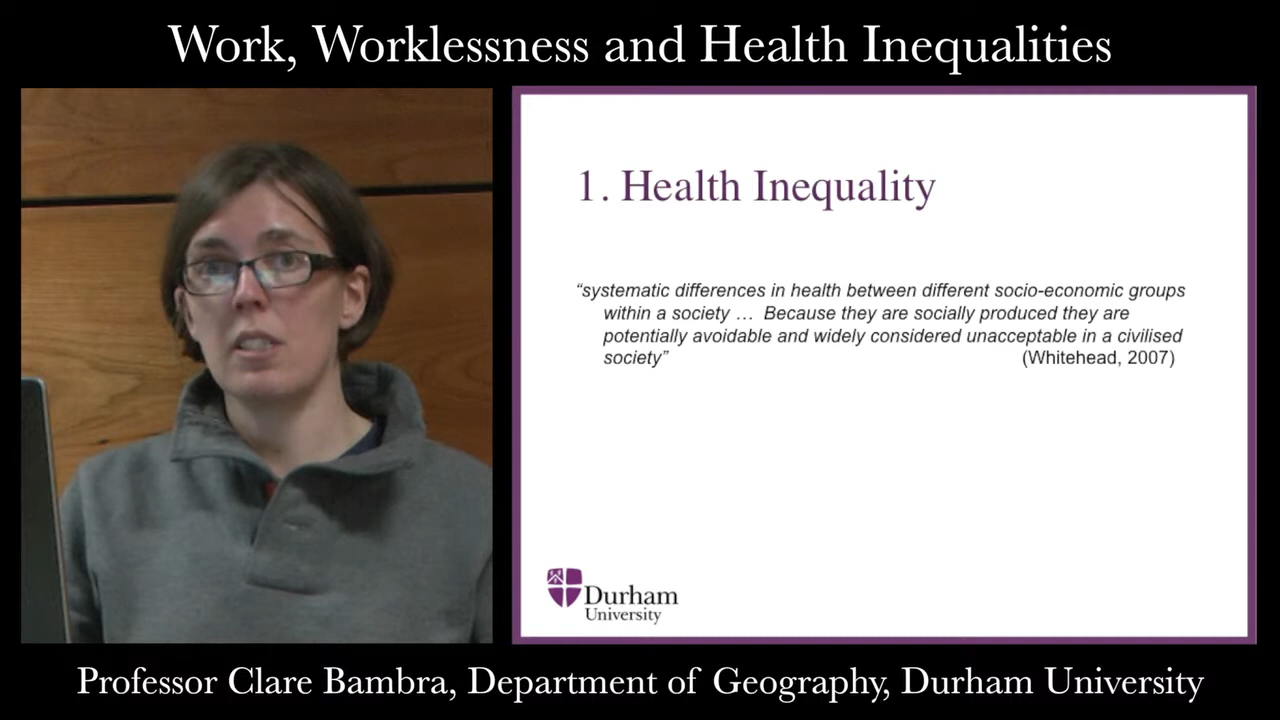 Work, Worklessness and Health Inequalities
1. Health Inequality
“systematic differences in health between different socio-economic groups
within a society … Because they are socially produced they are
potentially avoidable and widely considered unacceptable in a civilised
society” (Whitehead, 2007)
Durham
University
Professor Clare Bambra, Department of Geography, Durham University